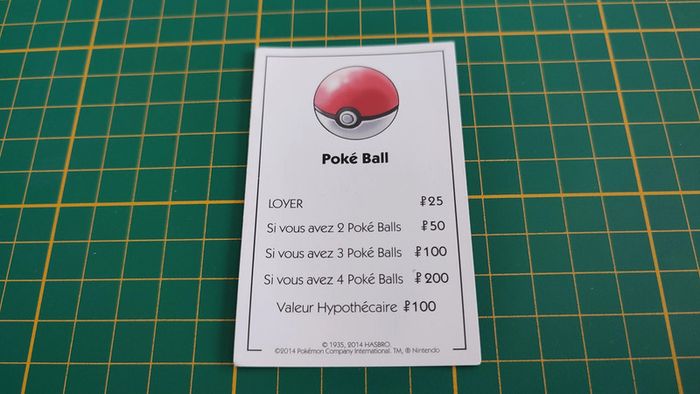 Poké Ball
LOYER ₽25
Si vous avez 2 Poké Balls ₽50
Si vous avez 3 Poké Balls ₽100
Si vous avez 4 Poké Balls ₽200
Valeur Hypothécaire ₽100
© 1935, 2014 HASBRO.
©2014 Pokémon Company International. TM, ® Nintendo